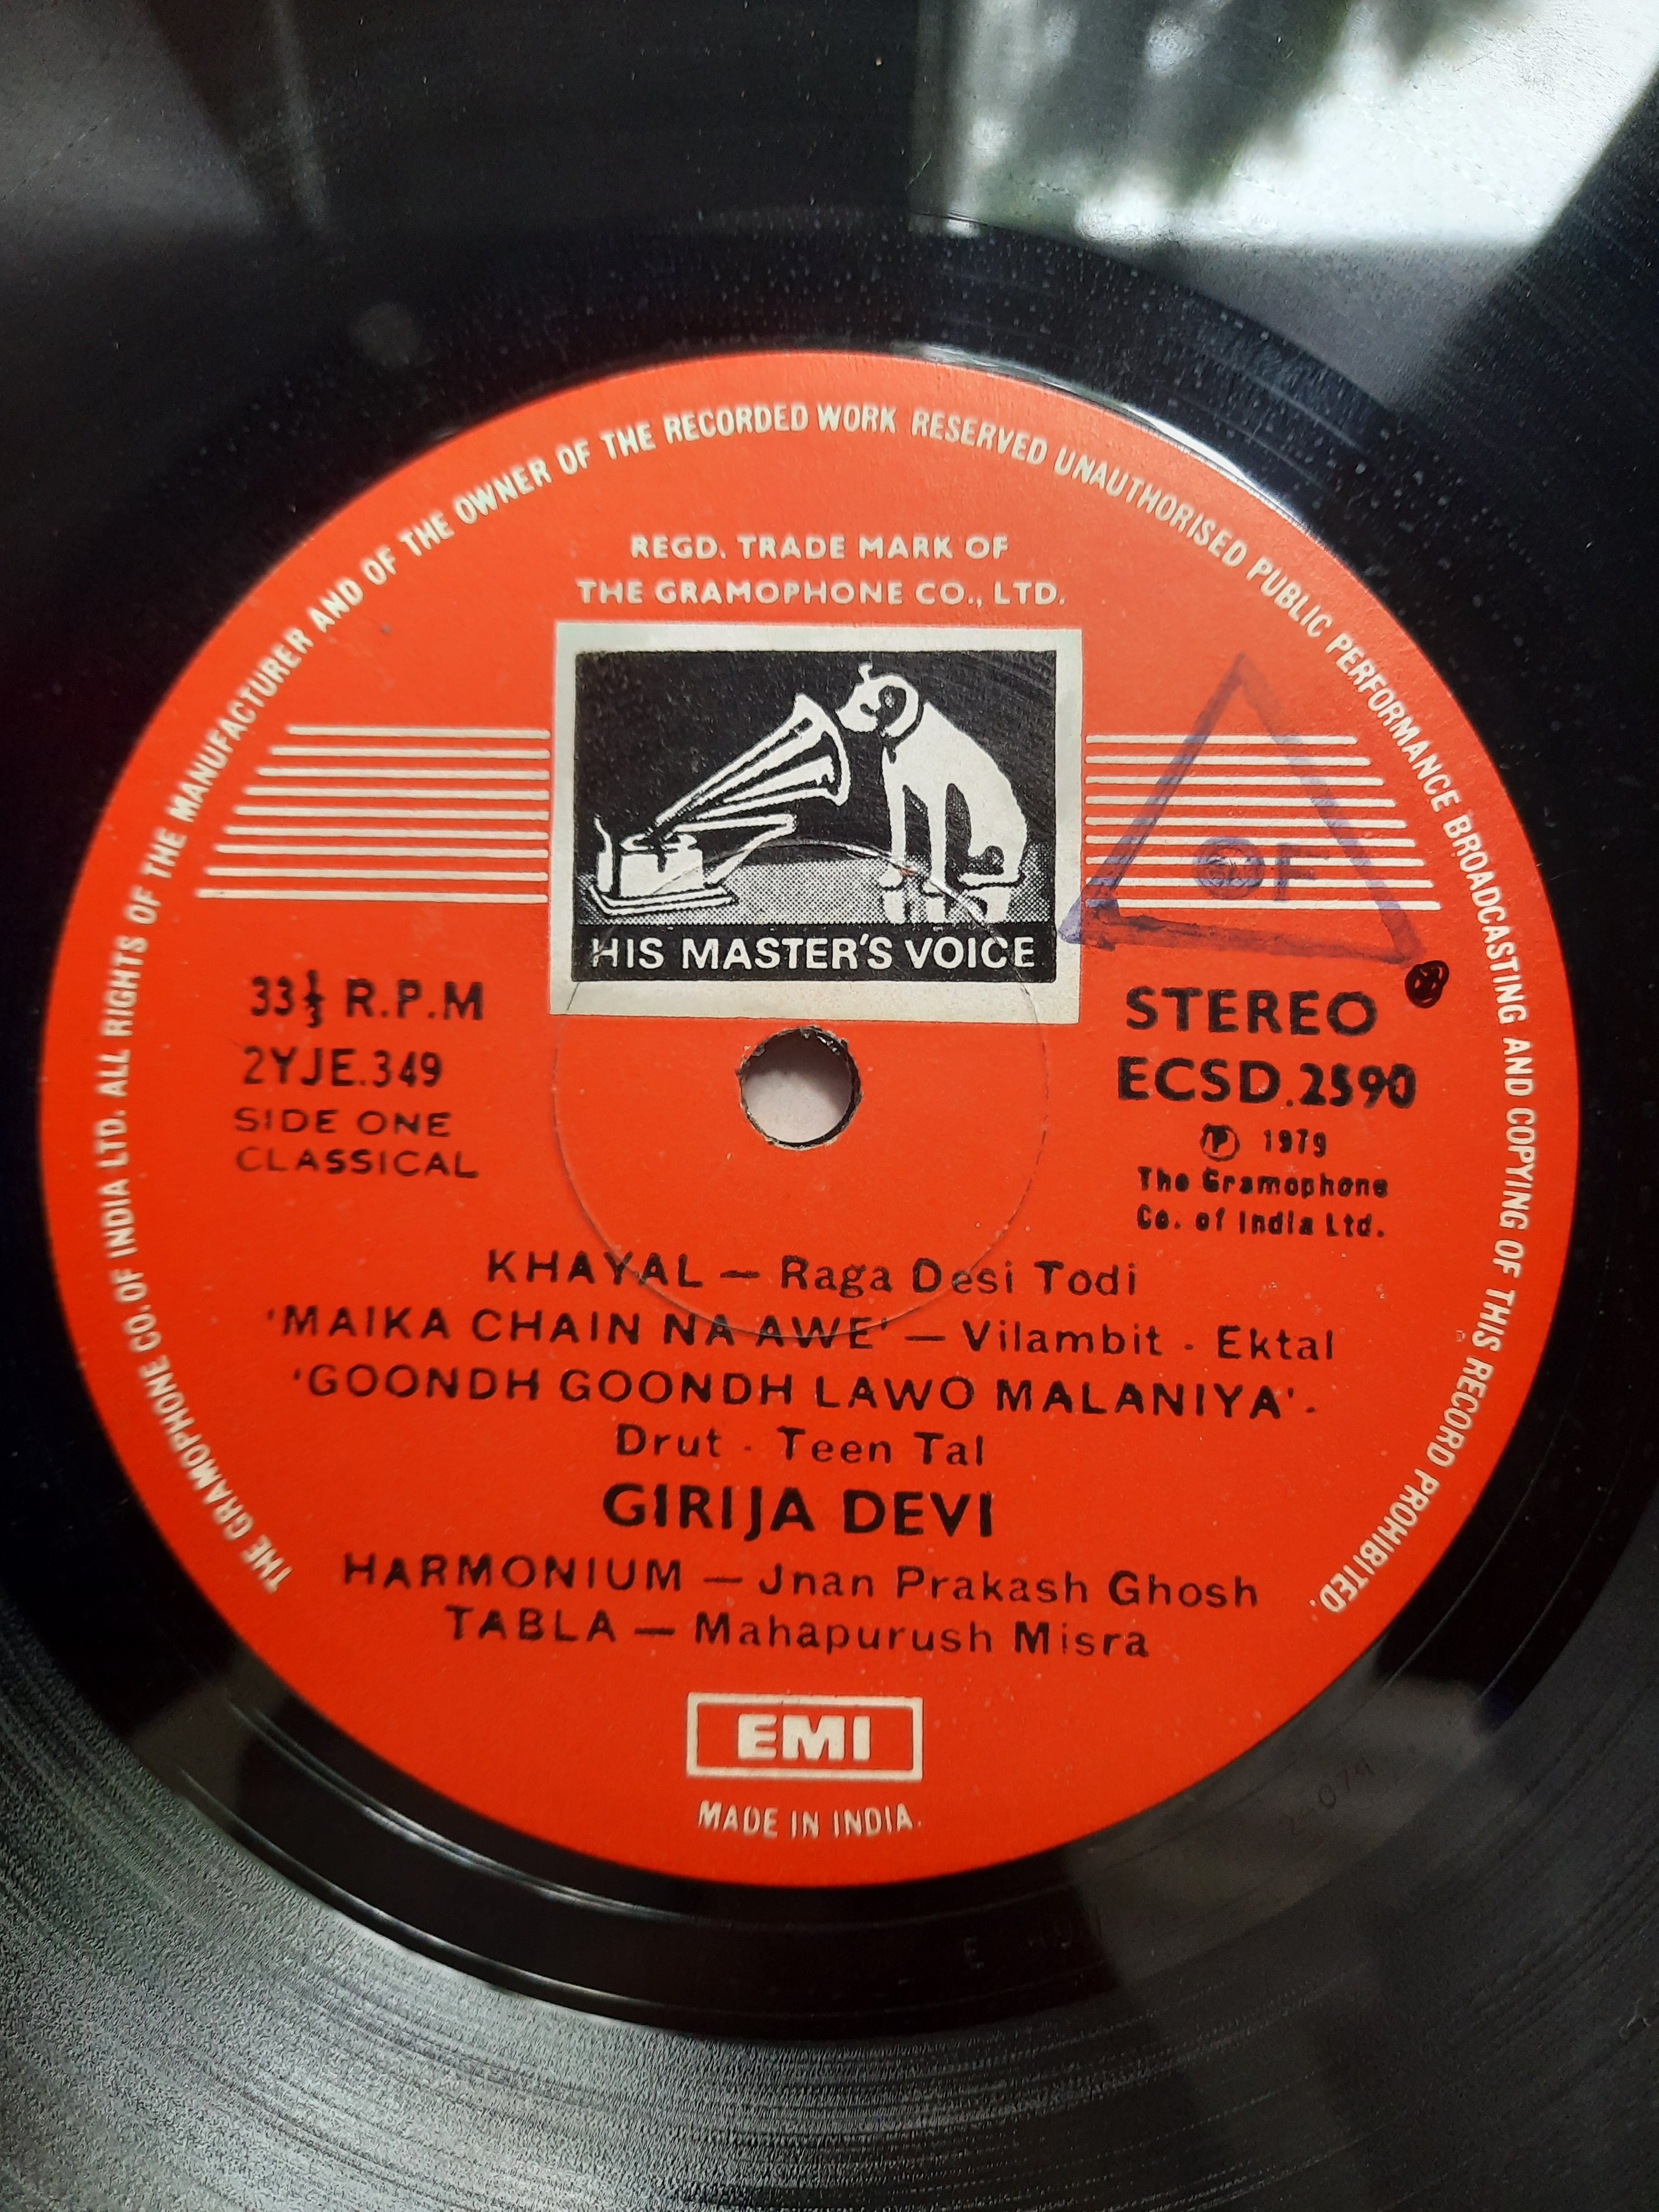 THE GRAMOPHONE CO. OF INDIA LTD. ALL RIGHTS OF THE MANUFACTURER AND OF THE OWNER OF THE RECORDED WORK RESERVED UNAUTHORISED PUBLIC PERFORMANCE BROADCASTING AND COPYING OF THIS RECORD PROHIBITED.
REGD. TRADE MARK OF
THE GRAMOPHONE CO., LTD.
HIS MASTER'S VOICE
OF
33⅓ R.P.M
2YJE.349
SIDE ONE
CLASSICAL
STEREO
ECSD.2590
℗ 1979
The Gramophone
Co. of India Ltd.
KHAYAL — Raga Desi Todi
'MAIKA CHAIN NA AWE' — Vilambit - Ektal
'GOONDH GOONDH LAWO MALANIYA' -
Drut - Teen Tal
GIRIJA DEVI
HARMONIUM — Jnan Prakash Ghosh
TABLA — Mahapurush Misra
EMI
MADE IN INDIA.